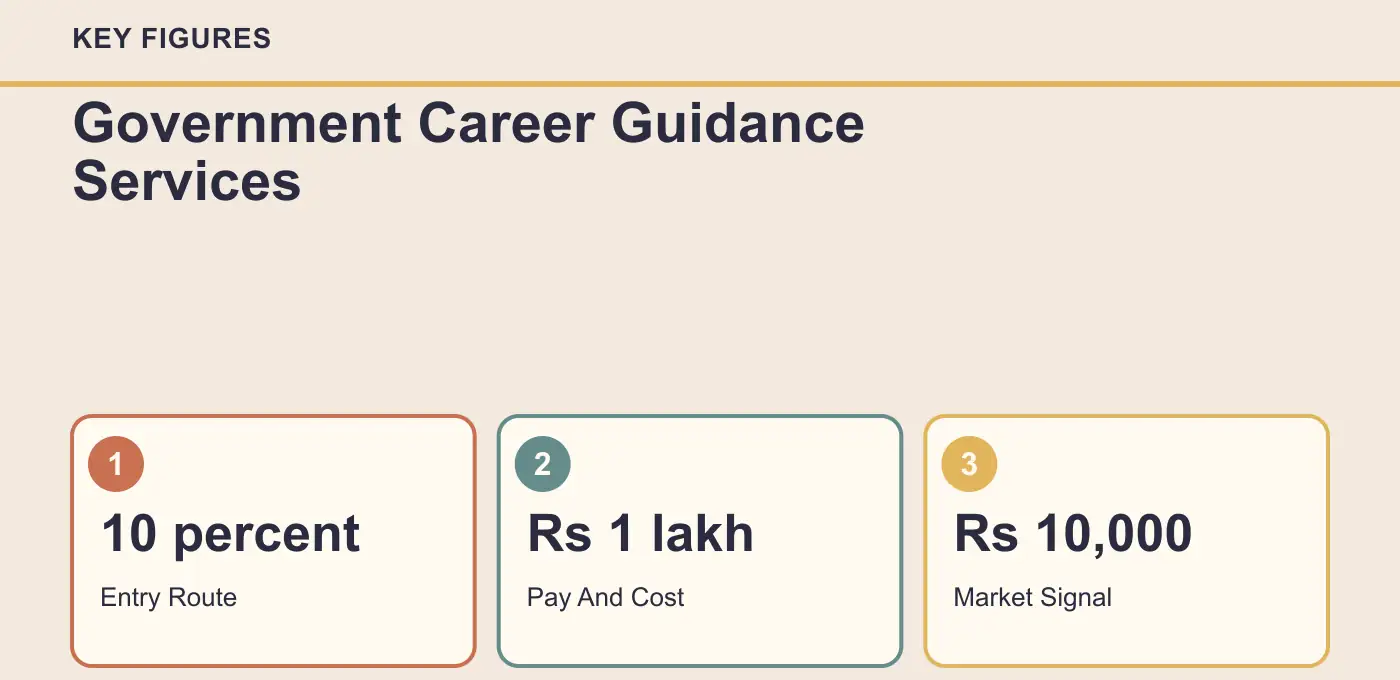 KEY FIGURES
Government Career Guidance
Services
1
10 percent
Entry Route
2
Rs 1 lakh
Pay And Cost
3
Rs 10,000
Market Signal